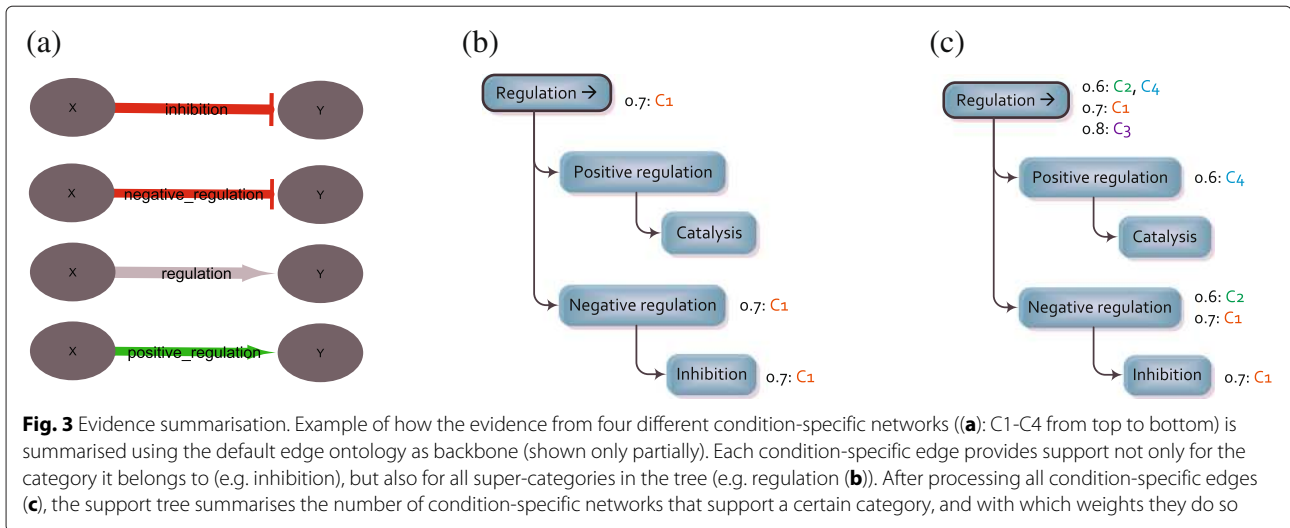 (a)
X inhibition Y
X negative_regulation Y
X regulation Y
X positive_regulation Y
(b)
Regulation → 0.7: C1
Positive regulation
Catalysis
Negative regulation 0.7: C1
Inhibition 0.7: C1
(c)
Regulation → 0.6: C2, C4
0.7: C1
0.8: C3
Positive regulation 0.6: C4
Catalysis
Negative regulation 0.6: C2
0.7: C1
Inhibition 0.7: C1
Fig. 3 Evidence summarisation. Example of how the evidence from four different condition-specific networks ((a): C1-C4 from top to bottom) is
summarised using the default edge ontology as backbone (shown only partially). Each condition-specific edge provides support not only for the
category it belongs to (e.g. inhibition), but also for all super-categories in the tree (e.g. regulation (b)). After processing all condition-specific edges
(c), the support tree summarises the number of condition-specific networks that support a certain category, and with which weights they do so